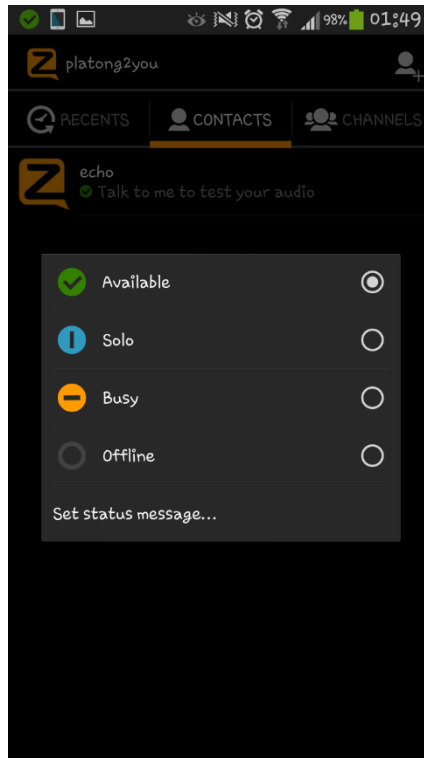 98% 01:49
platong2you
RECENTS CONTACTS CHANNELS
echo
Talk to me to test your audio
Available
Solo
Busy
Offline
Set status message...